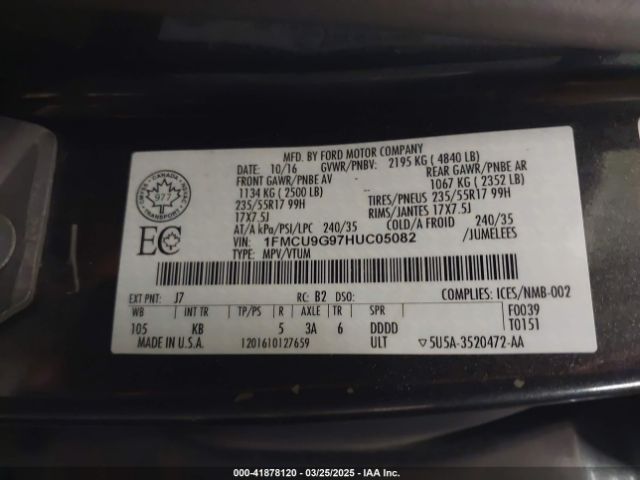 MFD. BY FORD MOTOR COMPANY
DATE: 10/16 GVWR/PNBV: 2195 KG ( 4840 LB)
FRONT GAWR/PNBE AV REAR GAWR/PNBE AR
1134 KG ( 2500 LB) 1067 KG ( 2352 LB)
235/55R17 99H TIRES/PNEUS 235/55R17 99H
17X7.5J RIMS/JANTES 17X7.5J
AT/A kPa/PSI/LPC 240/35 COLD/A FROID 240/35
VIN: 1FMCU9G97HUC05082 /JUMELEES
TYPE: MPV/VTUM
CANADA
977
EC
EXT PNT: J7 RC: B2 DSO: COMPLIES: ICES/NMB-002
WB INT TR TP/PS R AXLE TR SPR F0039
105 KB 5 3A 6 DDDD T0151
MADE IN U.S.A. 1201610127659 ULT ▽5U5A-3520472-AA
000-41878120 | 03/25/2025 | IAA Inc. (C)